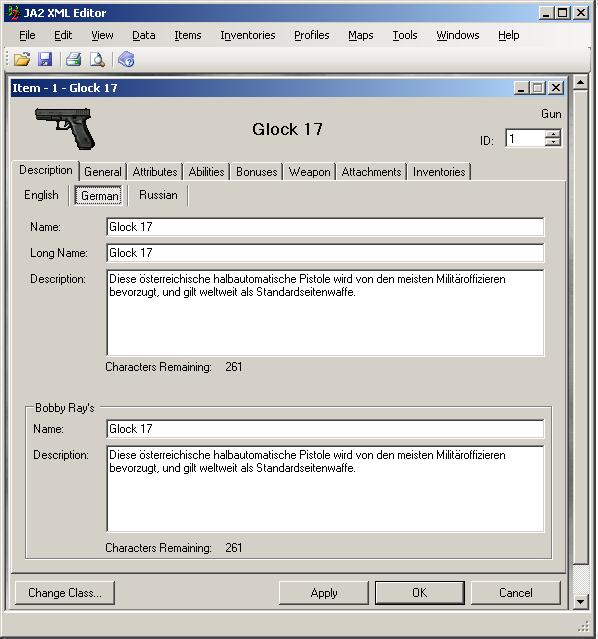 JA2 XML Editor
File Edit View Data Items Inventories Profiles Maps Tools Windows Help
Item - 1 - Glock 17
Gun
Glock 17
ID: 1
Description General Attributes Abilities Bonuses Weapon Attachments Inventories
English German Russian
Name: Glock 17
Long Name: Glock 17
Description: Diese österreichische halbautomatische Pistole wird von den meisten Militäroffizieren
bevorzugt, und gilt weltweit als Standardseitenwaffe.
Characters Remaining: 261
Bobby Ray's
Name: Glock 17
Description: Diese österreichische halbautomatische Pistole wird von den meisten Militäroffizieren
bevorzugt, und gilt weltweit als Standardseitenwaffe.
Characters Remaining: 261
Change Class... Apply OK Cancel